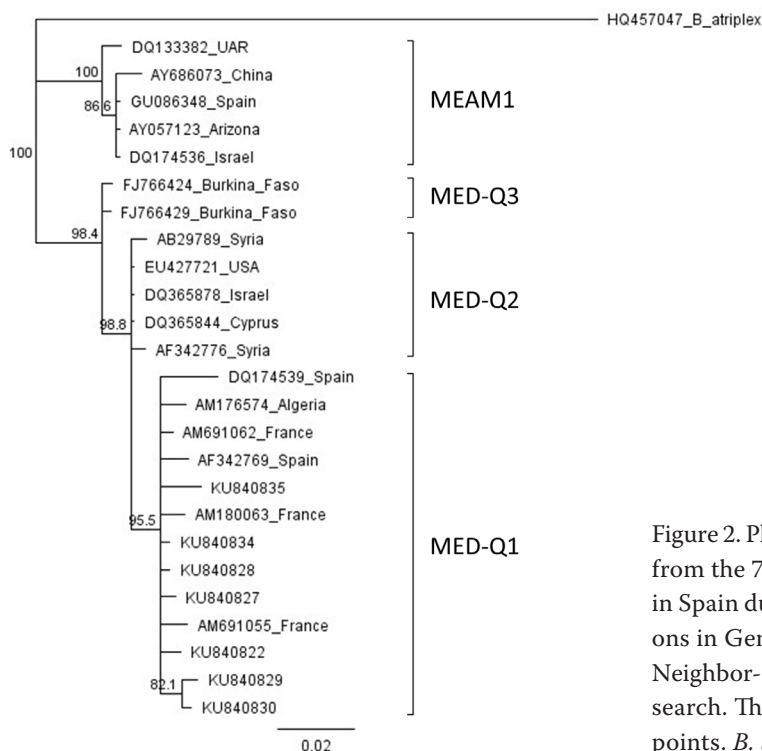 HQ457047_B_atriplex
DQ133382_UAR
100
AY686073_China
86.6
GU086348_Spain
MEAM1
AY057123_Arizona
DQ174536_Israel
100
FJ766424_Burkina_Faso
MED-Q3
FJ766429_Burkina_Faso
98.4
AB29789_Syria
EU427721_USA
DQ365878_Israel
MED-Q2
DQ365844_Cyprus
98.8
AF342776_Syria
DQ174539_Spain
AM176574_Algeria
AM691062_France
AF342769_Spain
KU840835
AM180063_France
95.5
KU840834
MED-Q1
KU840828
KU840827
AM691055_France
KU840822
82.1
KU840829
KU840830
0.02
Figure 2. Pl
from the 7
in Spain du
ons in Gen
Neighbor-
search. Th
points. B.